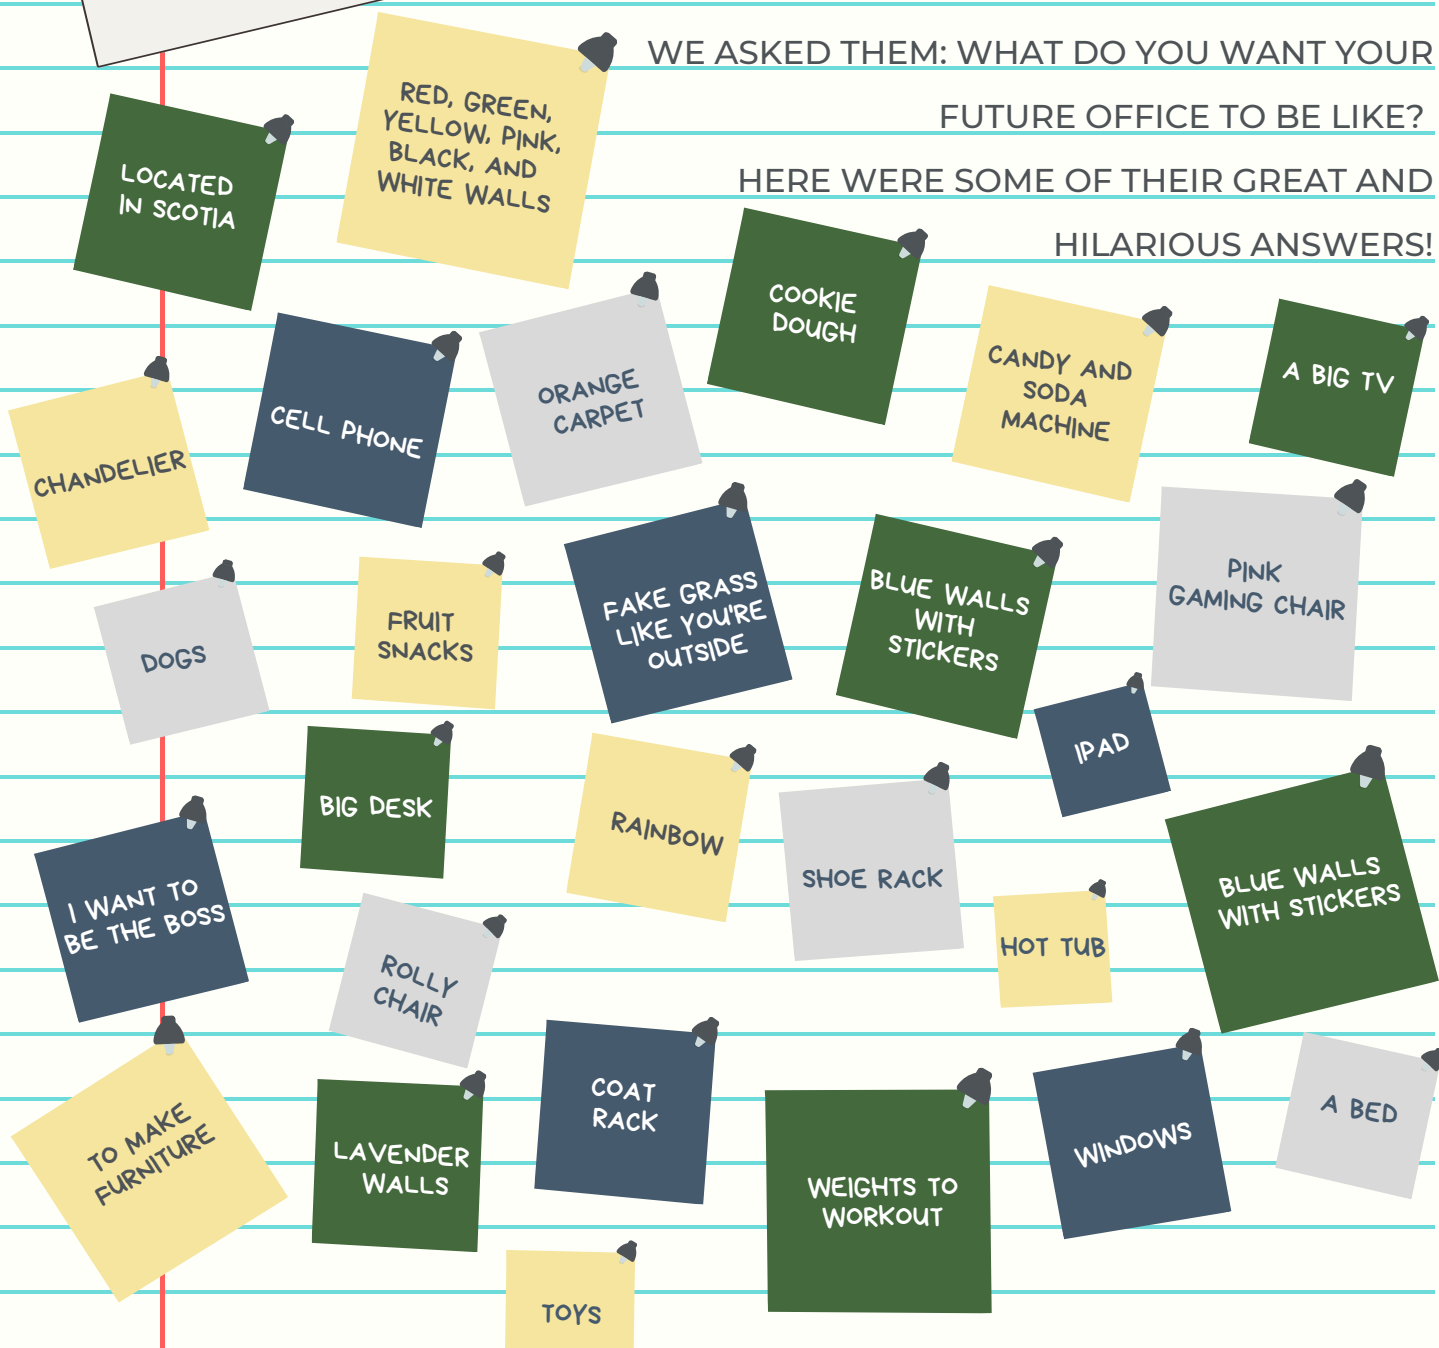 WE ASKED THEM: WHAT DO YOU WANT YOUR
FUTURE OFFICE TO BE LIKE?
HERE WERE SOME OF THEIR GREAT AND
HILARIOUS ANSWERS!
RED, GREEN,
YELLOW, PINK,
BLACK, AND
WHITE WALLS
LOCATED
IN SCOTIA
COOKIE
DOUGH
CANDY AND
SODA
MACHINE
A BIG TV
CHANDELIER
CELL PHONE
ORANGE
CARPET
DOGS
FRUIT
SNACKS
FAKE GRASS
LIKE YOU'RE
OUTSIDE
BLUE WALLS
WITH
STICKERS
PINK
GAMING CHAIR
IPAD
BIG DESK
RAINBOW
SHOE RACK
I WANT TO
BE THE BOSS
ROLLY
CHAIR
HOT TUB
BLUE WALLS
WITH STICKERS
TO MAKE
FURNITURE
LAVENDER
WALLS
COAT
RACK
WEIGHTS TO
WORKOUT
WINDOWS
A BED
TOYS